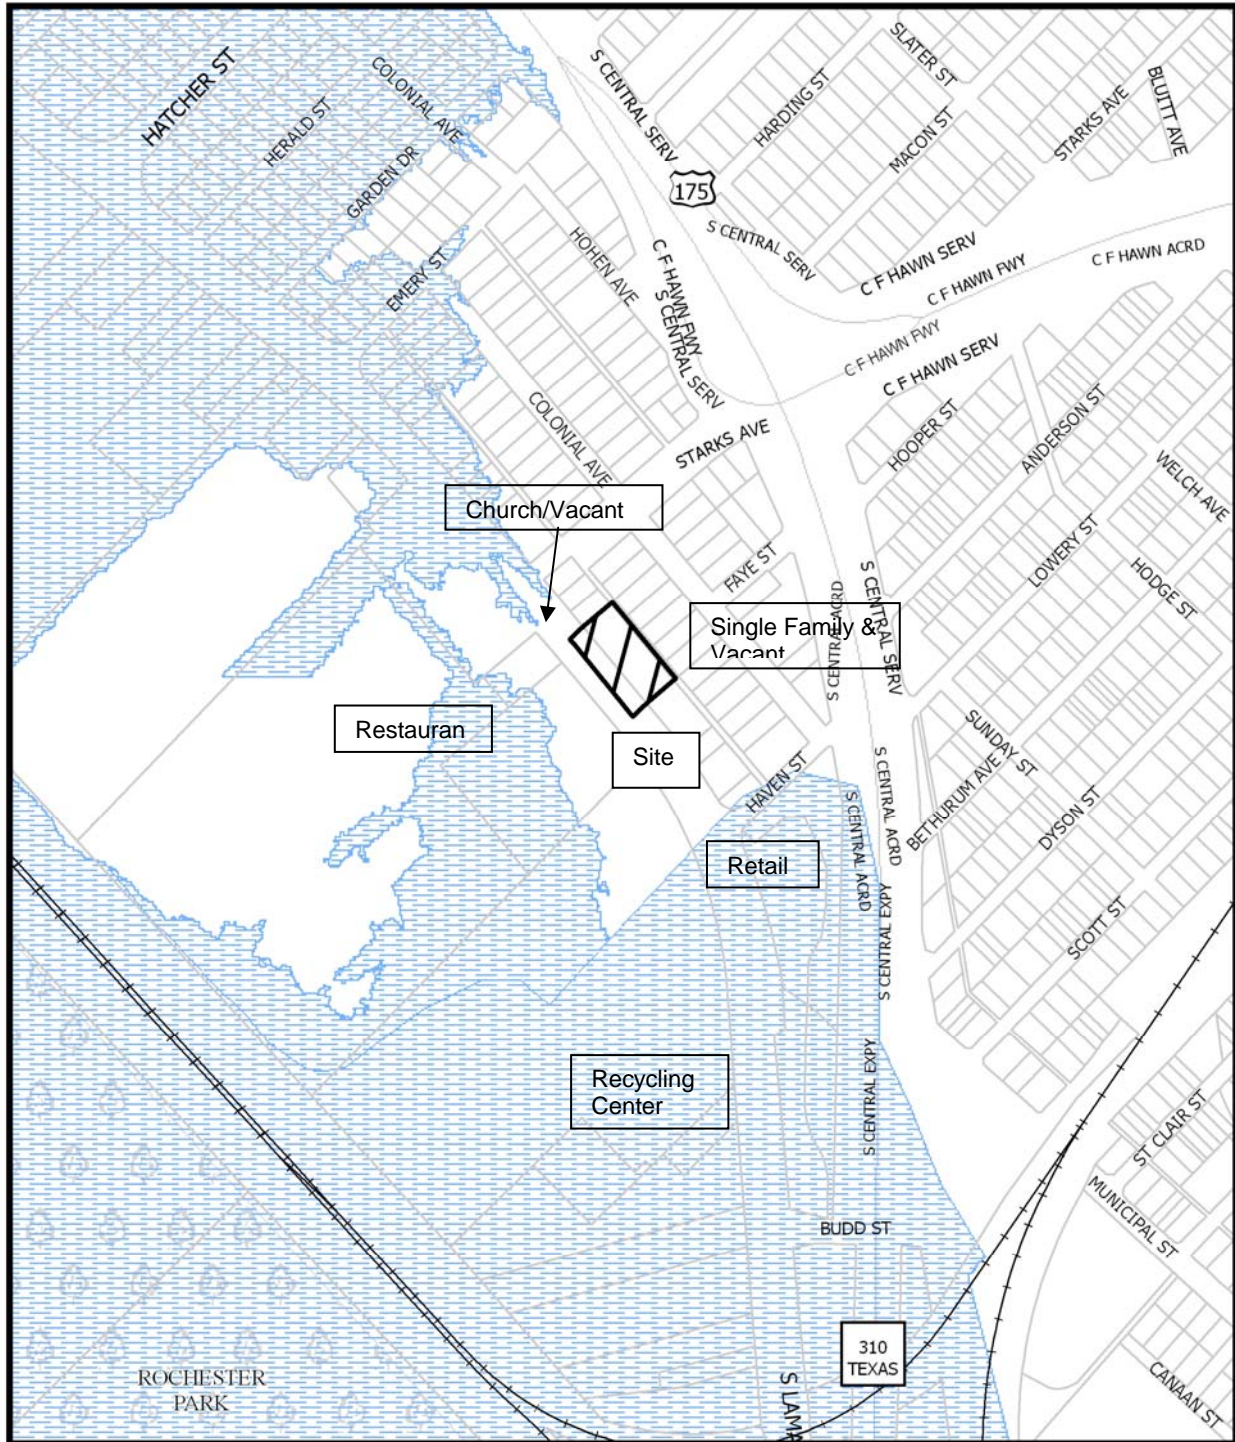 HATCHER ST
HERALD ST
COLONIAL AVE
GARDEN DR
EMERY ST
S CENTRAL SERV
175
HARDING ST
SLATER ST
MACON ST
STARKS AVE
BLUITT AVE
S CENTRAL SERV
HOHEN AVE
C F HAWN FWY
S CENTRAL SERV
C F HAWN SERV
C F HAWN FWY
C F HAWN ACRD
C F HAWN FWY
C F HAWN SERV
COLONIAL AVE
STARKS AVE
HOOPER ST
ANDERSON ST
WELCH AVE
LOWERY ST
HODGE ST
Church/Vacant
FAYE ST
S CENTRAL ACRD
S CENTRAL SERV
Single Family &
Vacant
Restauran
Site
SUNDAY ST
BETHURUM AVE
DYSON ST
HAVEN ST
S CENTRAL ACRD
S CENTRAL ACRD
Retail
S CENTRAL EXPY
SCOTT ST
Recycling
Center
S CENTRAL EXPY
ST CLAIR ST
MUNICIPAL ST
BUDD ST
310
TEXAS
ROCHESTER
PARK
S LAMA
CANAAN ST